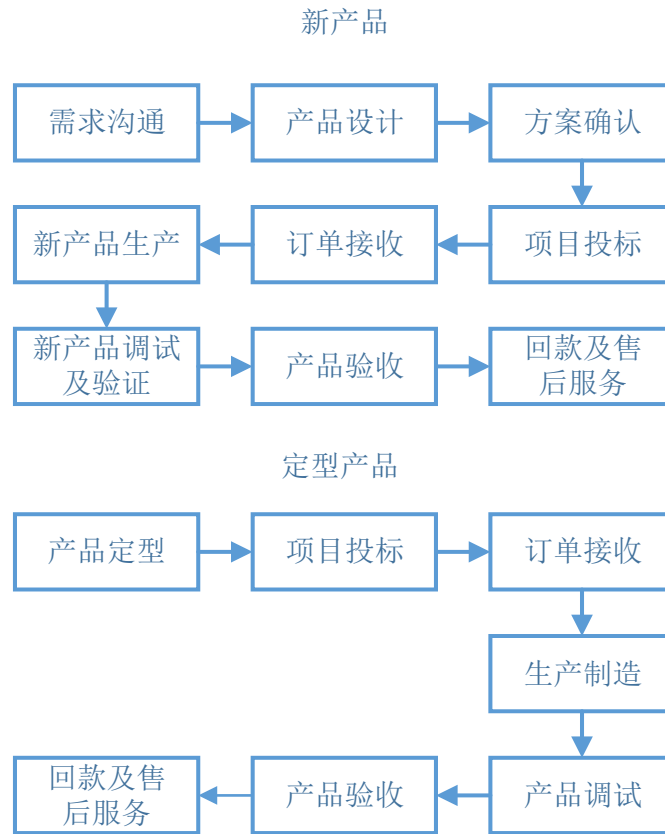 新产品
需求沟通
产品设计
方案确认
项目投标
订单接收
新产品生产
新产品调试
及验证
产品验收
回款及售
后服务
定型产品
产品定型
项目投标
订单接收
生产制造
产品调试
产品验收
回款及售
后服务